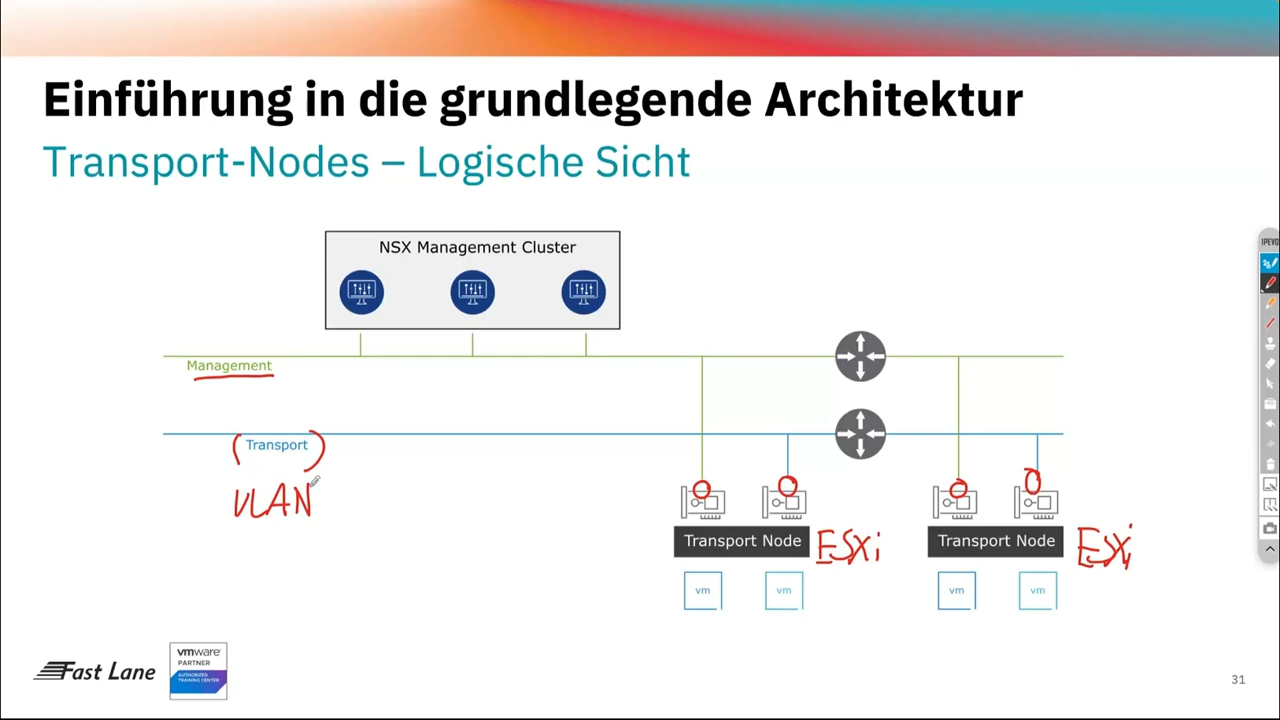 Einführung in die grundlegende Architektur
Transport-Nodes – Logische Sicht
IPEVO
NSX Management Cluster
Management
Transport
VLAN
Transport Node
ESXi
Transport Node
ESXi
vm
vm
vm
vm
Fast Lane
vmware
PARTNER
AUTHORIZED
TRAINING CENTER
31